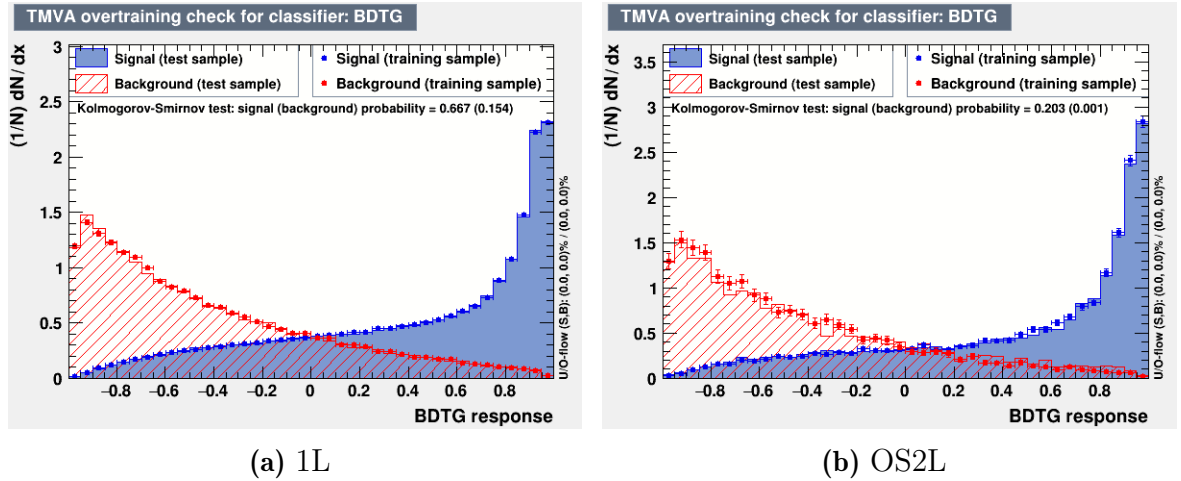 TMVA overtraining check for classifier: BDTG
(1/N) dN/dx
3
2.5
2
1.5
1
0.5
0
Signal (test sample)
Background (test sample)
Signal (training sample)
Background (training sample)
Kolmogorov-Smirnov test: signal (background) probability = 0.667 (0.154)
U/O-flow (S,B): (0.0, 0.0)% / (0.0, 0.0)%
−0.8 −0.6 −0.4 −0.2 0 0.2 0.4 0.6 0.8
BDTG response
(a) 1L
TMVA overtraining check for classifier: BDTG
(1/N) dN/dx
3.5
3
2.5
2
1.5
1
0.5
0
Signal (test sample)
Background (test sample)
Signal (training sample)
Background (training sample)
Kolmogorov-Smirnov test: signal (background) probability = 0.203 (0.001)
U/O-flow (S,B): (0.0, 0.0)% / (0.0, 0.0)%
−0.8 −0.6 −0.4 −0.2 0 0.2 0.4 0.6 0.8
BDTG response
(b) OS2L